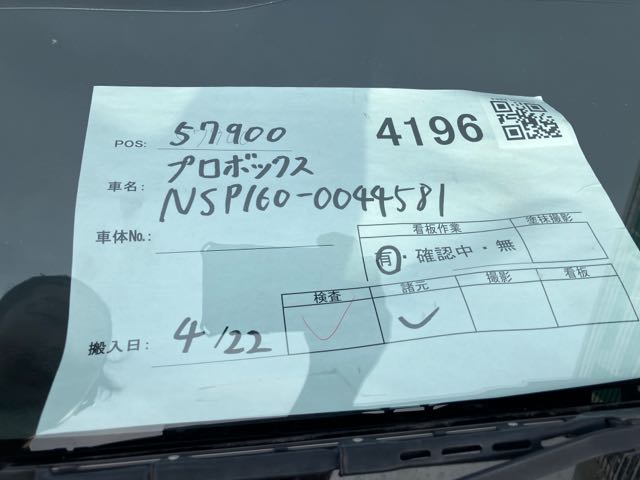 POS: 57900
4196
車名: プロボックス
NSP160-0044581
車体No.:
看板作業 塗抹撮影
有・確認中・無
検査 諸元 撮影 看板
搬入日: 4/22